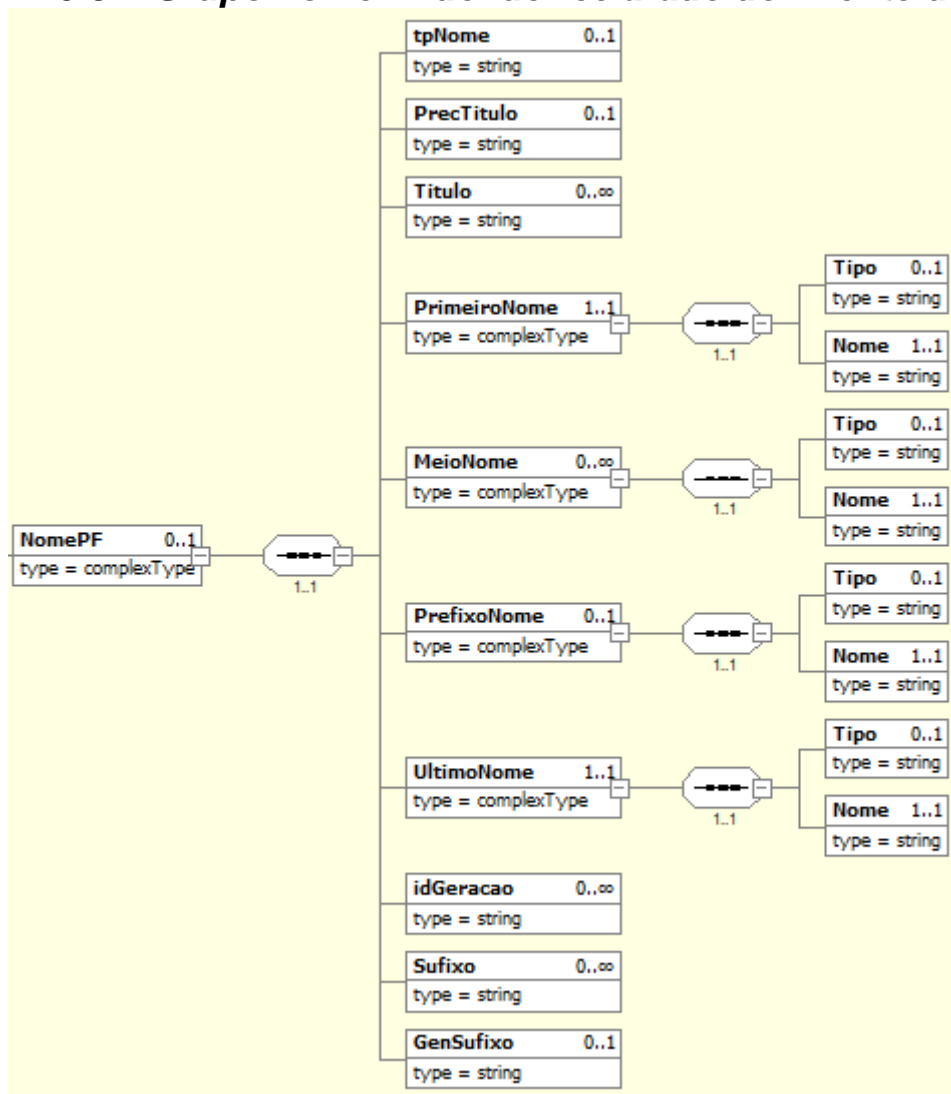 tpNome 0..1
type = string
PrecTitulo 0..1
type = string
Titulo 0..∞
type = string
PrimeiroNome 1..1
type = complexType
1..1
Tipo 0..1
type = string
Nome 1..1
type = string
MeioNome 0..∞
type = complexType
1..1
Tipo 0..1
type = string
Nome 1..1
type = string
NomePF 0..1
type = complexType
1..1
PrefixoNome 0..1
type = complexType
1..1
Tipo 0..1
type = string
Nome 1..1
type = string
UltimoNome 1..1
type = complexType
1..1
Tipo 0..1
type = string
Nome 1..1
type = string
idGeracao 0..∞
type = string
Sufixo 0..∞
type = string
GenSufixo 0..1
type = string